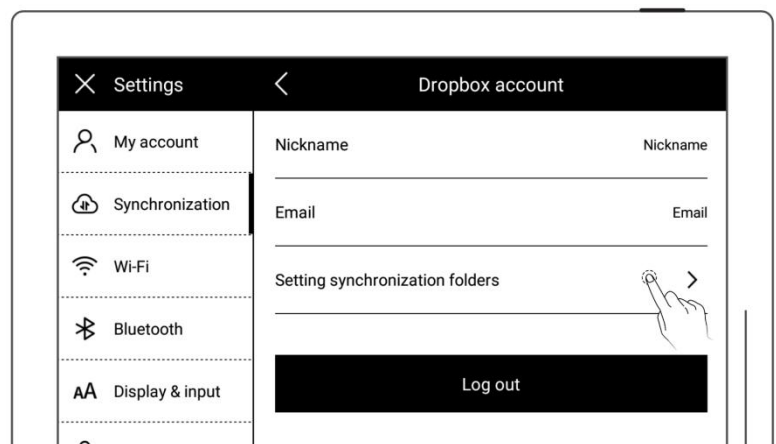 Settings
Dropbox account
My account
Synchronization
Wi-Fi
Bluetooth
AA Display & input
Nickname Nickname
Email Email
Setting synchronization folders
Log out